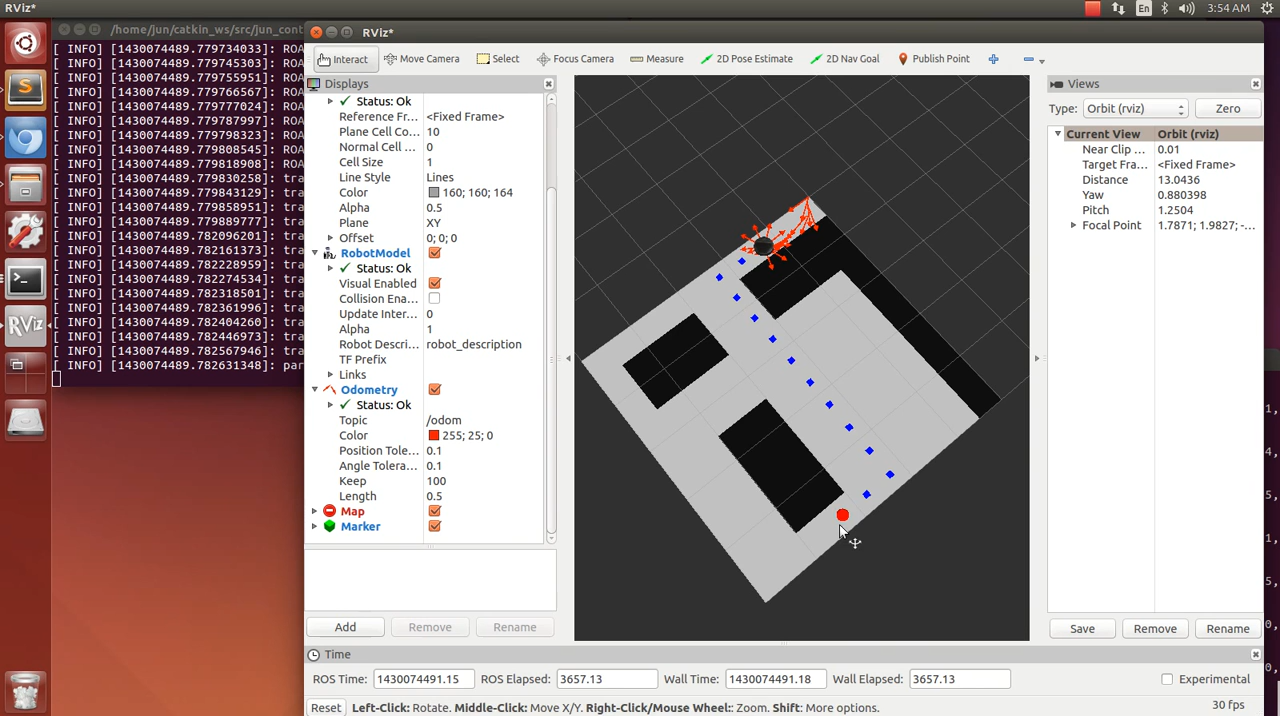 RViz*
En
3:54 AM
/home/jun/catkin_ws/src/jun_cont
[ INFO] [1430074489.779734033]: ROA
[ INFO] [1430074489.779745303]: ROA
[ INFO] [1430074489.779755951]: ROA
[ INFO] [1430074489.779766567]: ROA
[ INFO] [1430074489.779777024]: ROA
[ INFO] [1430074489.779787997]: ROA
[ INFO] [1430074489.779798323]: ROA
[ INFO] [1430074489.779808545]: ROA
[ INFO] [1430074489.779818908]: ROA
[ INFO] [1430074489.779830258]: tra
[ INFO] [1430074489.779843129]: tra
[ INFO] [1430074489.779858951]: tra
[ INFO] [1430074489.779889777]: tra
[ INFO] [1430074489.782096201]: tra
[ INFO] [1430074489.782161373]: tra
[ INFO] [1430074489.782228959]: tra
[ INFO] [1430074489.782274534]: tra
[ INFO] [1430074489.782318501]: tra
[ INFO] [1430074489.782361996]: tra
[ INFO] [1430074489.782404260]: tra
[ INFO] [1430074489.782446973]: tra
[ INFO] [1430074489.782567946]: tra
[ INFO] [1430074489.782631348]: par
RViz*
Interact Move Camera Select Focus Camera Measure 2D Pose Estimate 2D Nav Goal Publish Point
Displays
Status: Ok
Reference Fr... <Fixed Frame>
Plane Cell Co... 10
Normal Cell ... 0
Cell Size 1
Line Style Lines
Color 160; 160; 164
Alpha 0.5
Plane XY
Offset 0; 0; 0
RobotModel
Status: Ok
Visual Enabled
Collision Ena...
Update Inter... 0
Alpha 1
Robot Descri... robot_description
TF Prefix
Links
Odometry
Status: Ok
Topic /odom
Color 255; 25; 0
Position Tole... 0.1
Angle Tolera... 0.1
Keep 100
Length 0.5
Map
Marker
Add Remove Rename
Views
Type: Orbit (rviz) Zero
Current View Orbit (rviz)
Near Clip ... 0.01
Target Fra... <Fixed Frame>
Distance 13.0436
Yaw 0.880398
Pitch 1.2504
Focal Point 1.7871; 1.9827; -...
Save Remove Rename
Time
ROS Time: 1430074491.15 ROS Elapsed: 3657.13 Wall Time: 1430074491.18 Wall Elapsed: 3657.13 Experimental
Reset Left-Click: Rotate. Middle-Click: Move X/Y. Right-Click/Mouse Wheel:: Zoom. Shift: More options. 30 fps